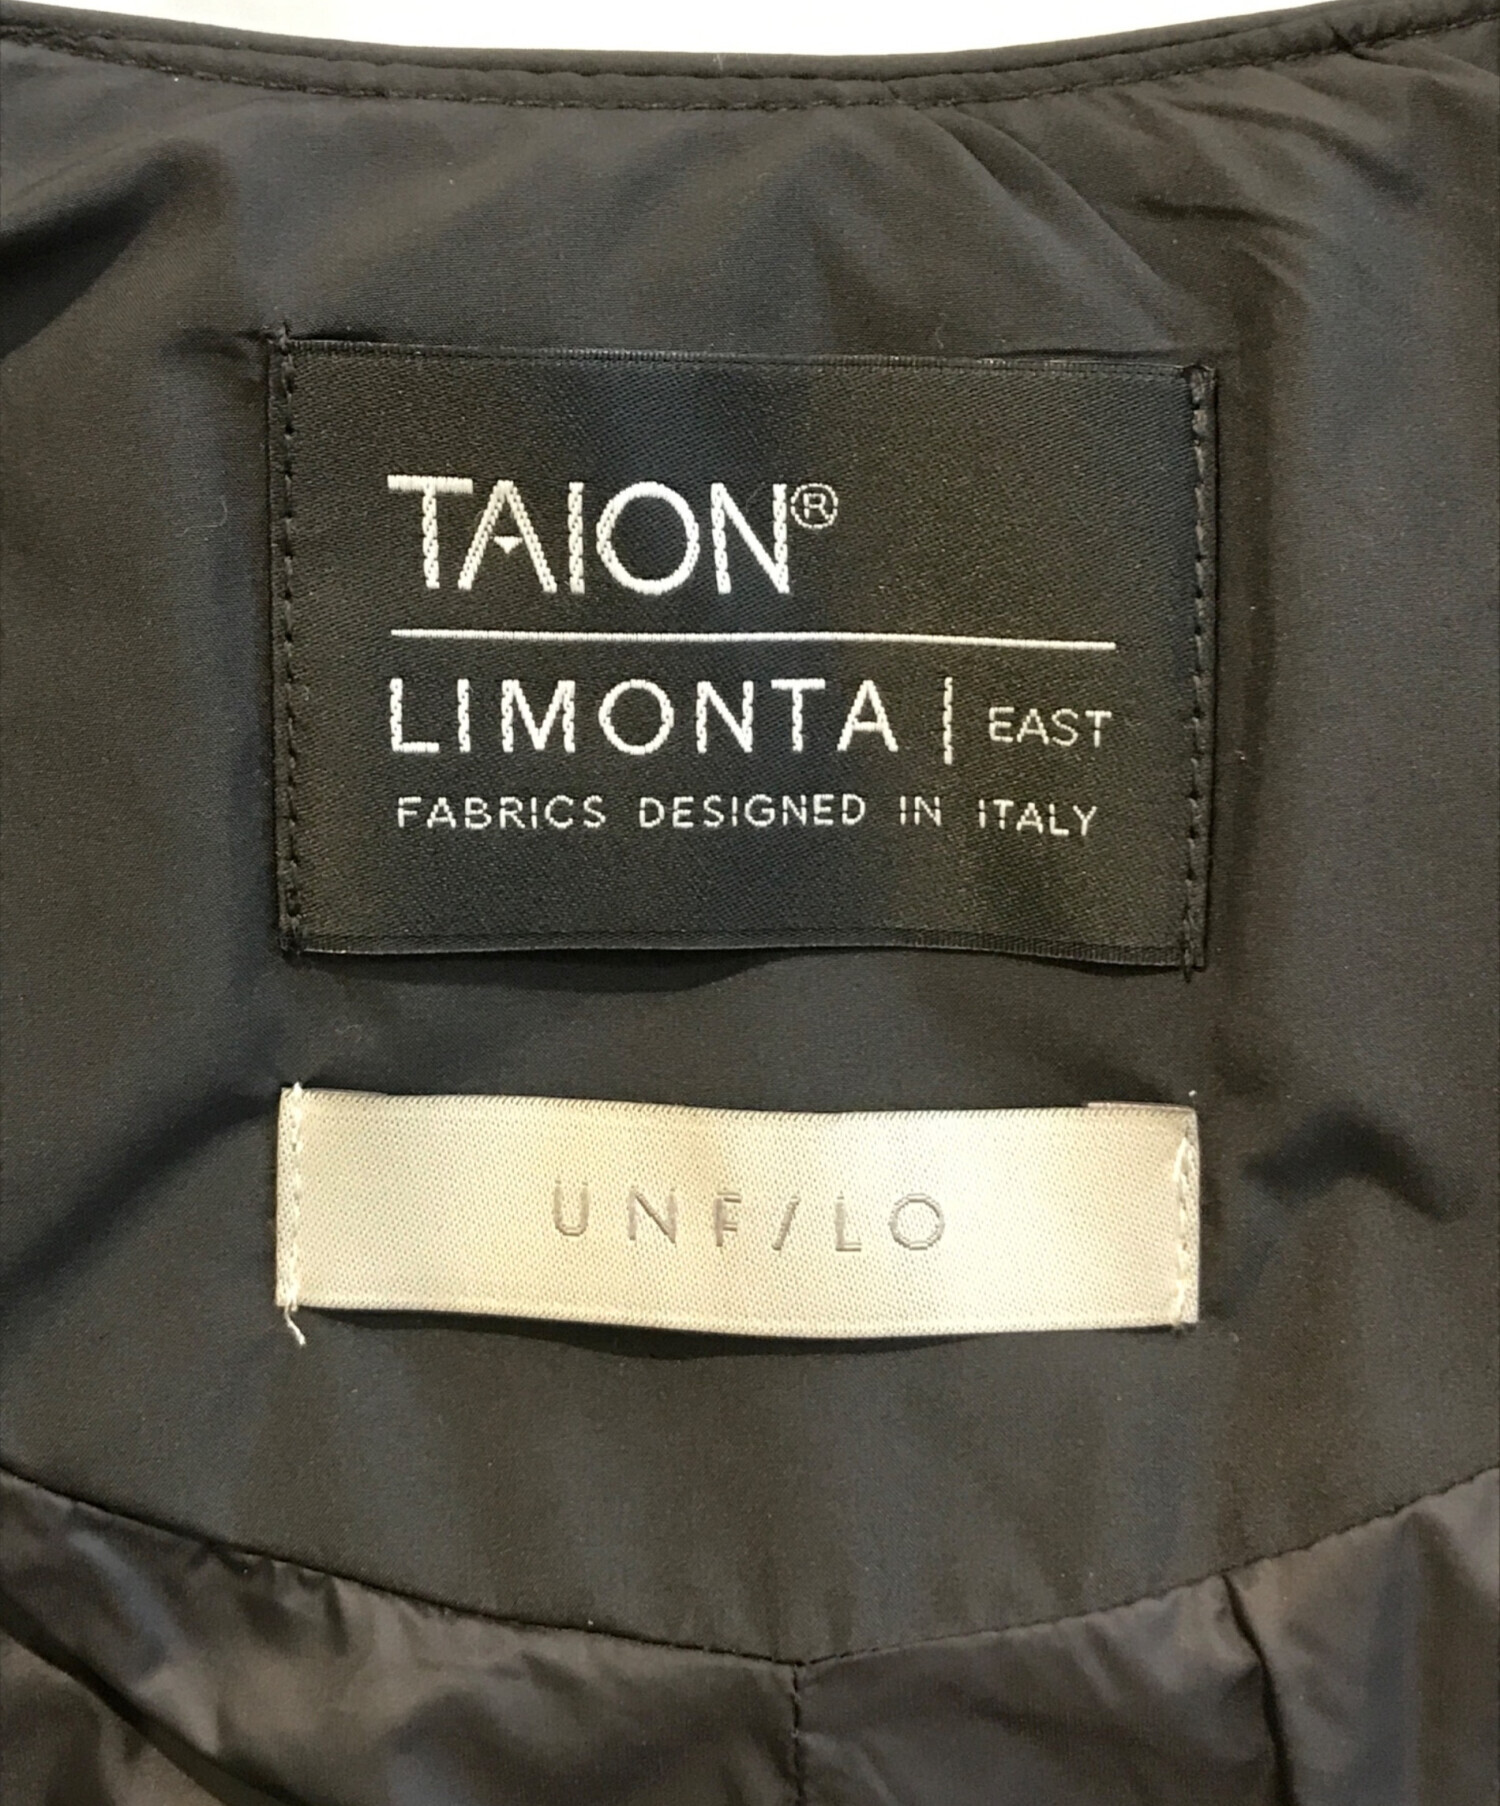 TAION®
LIMONTA | EAST
FABRICS DESIGNED IN ITALY
UNF/LO